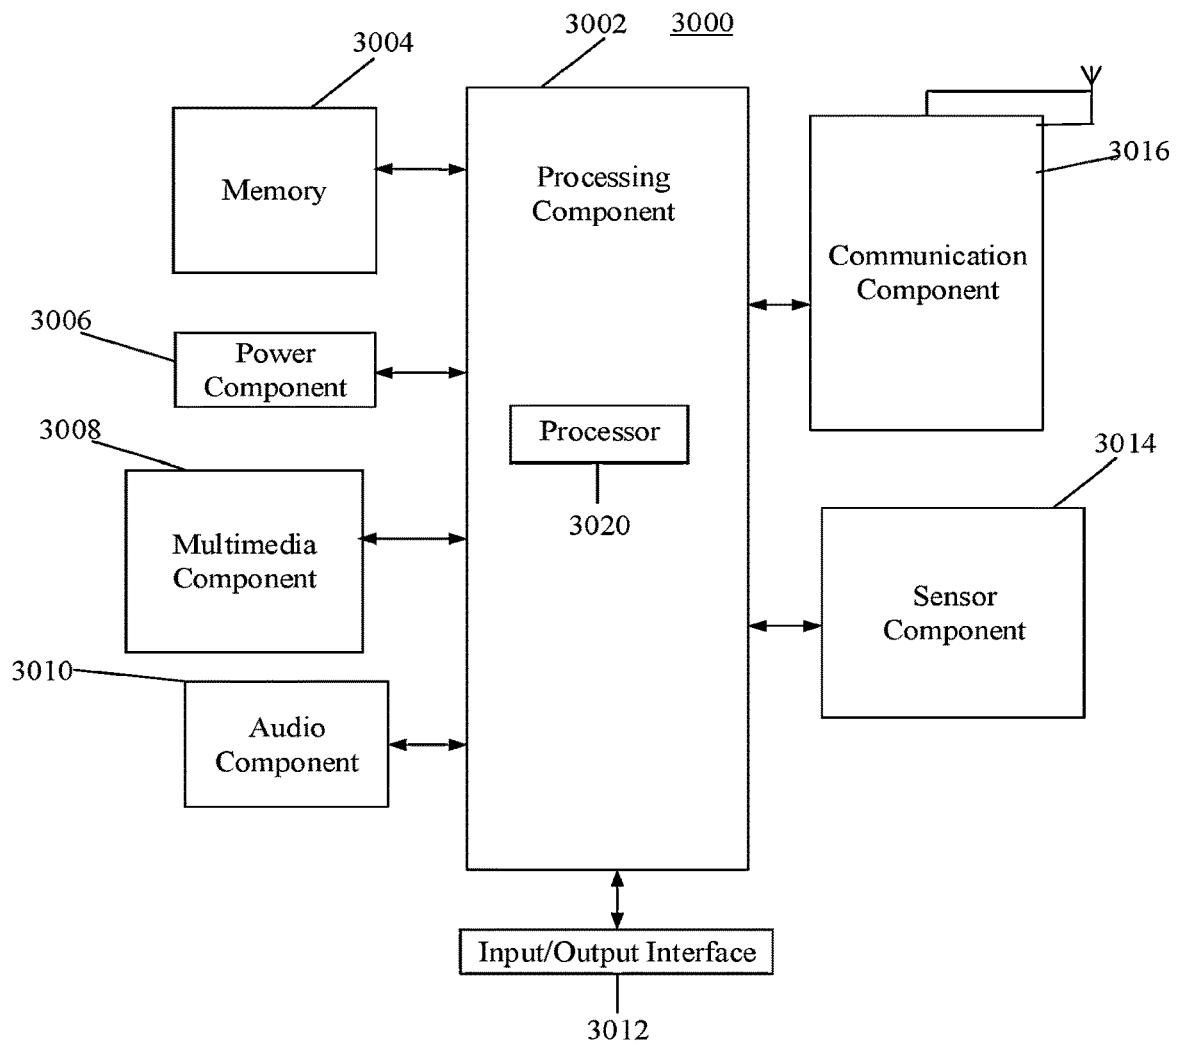 3002
3000
3004
3016
Memory
Processing
Component
Communication
Component
3006
Power
Component
3008
Processor
3020
3014
Multimedia
Component
Sensor
Component
3010
Audio
Component
Input/Output Interface
3012